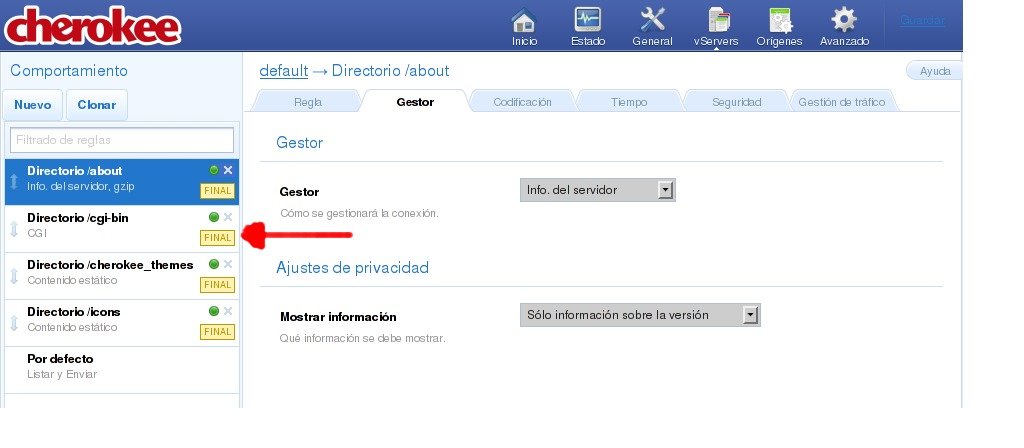 cherokee
Inicio Estado General vServers Orígenes Avanzado Guardar
Comportamiento
default → Directorio /about
Ayuda
Nuevo Clonar
Regla Gestor Codificación Tiempo Seguridad Gestión de tráfico
Filtrado de reglas
Directorio /about
Info. del servidor, gzip
FINAL
Directorio /cgi-bin
CGI
FINAL
Directorio /cherokee_themes
Contenido estático
FINAL
Directorio /icons
Contenido estático
FINAL
Por defecto
Listar y Enviar
Gestor
Gestor Info. del servidor
Cómo se gestionará la conexión.
Ajustes de privacidad
Mostrar información Sólo información sobre la versión
Qué información se debe mostrar.